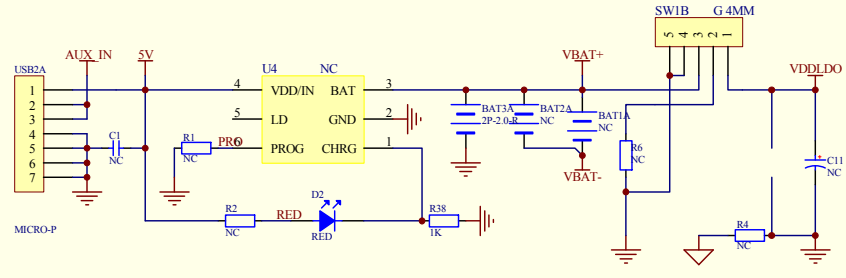 SW1B G 4MM
5 4 3 2 1
AUX_IN 5V VBAT+ VDDLDO
USB2A
U4 NC
1
2
3
4
5
6
7
MICRO-P
C1
NC
4 VDD/IN BAT 3
5 LD GND 2
PROG CHRG 1
R1
NC
PRO
R2
NC
RED
D2
RED
R38
1K
BAT3A
2P-2.0-R
BAT2A
NC
BAT1A
NC
VBAT-
R6
NC
R4
NC
C11
NC
+